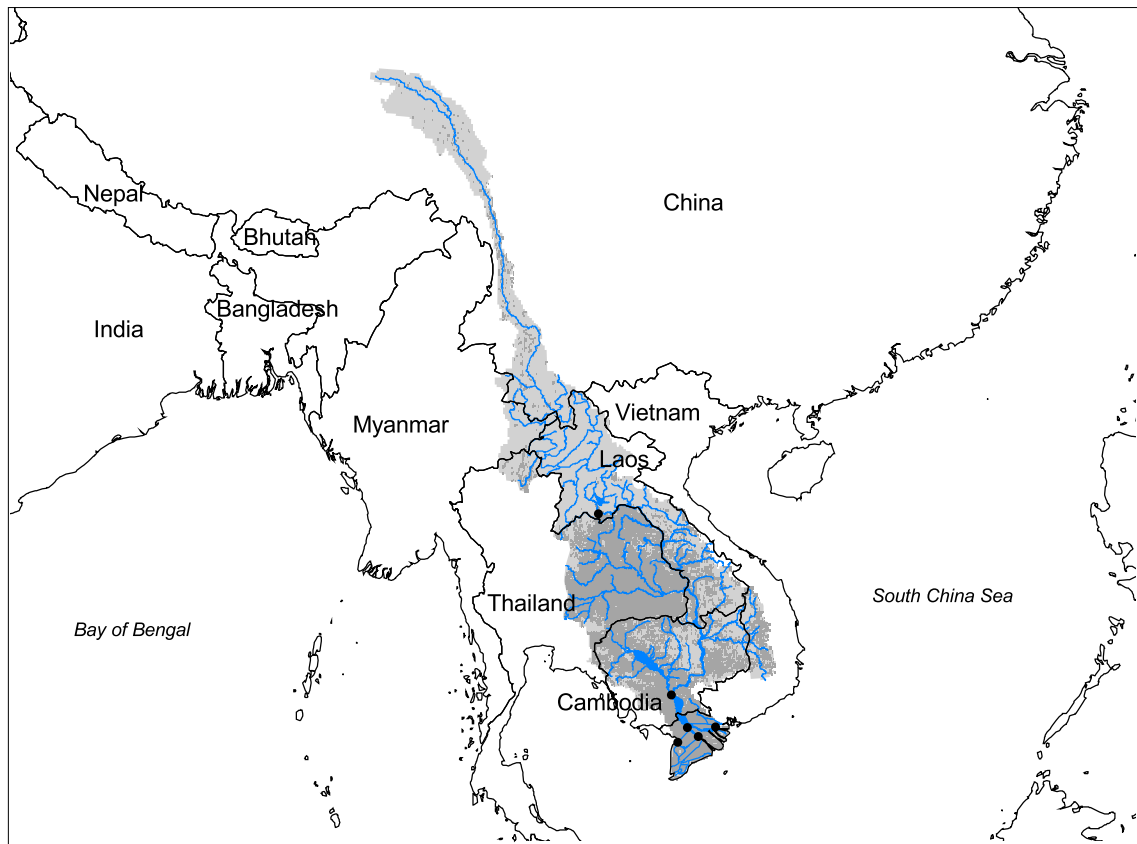 Nepal
China
Bhutan
Bangladesh
India
Vietnam
Myanmar
Laos
South China Sea
Thailand
Bay of Bengal
Cambodia